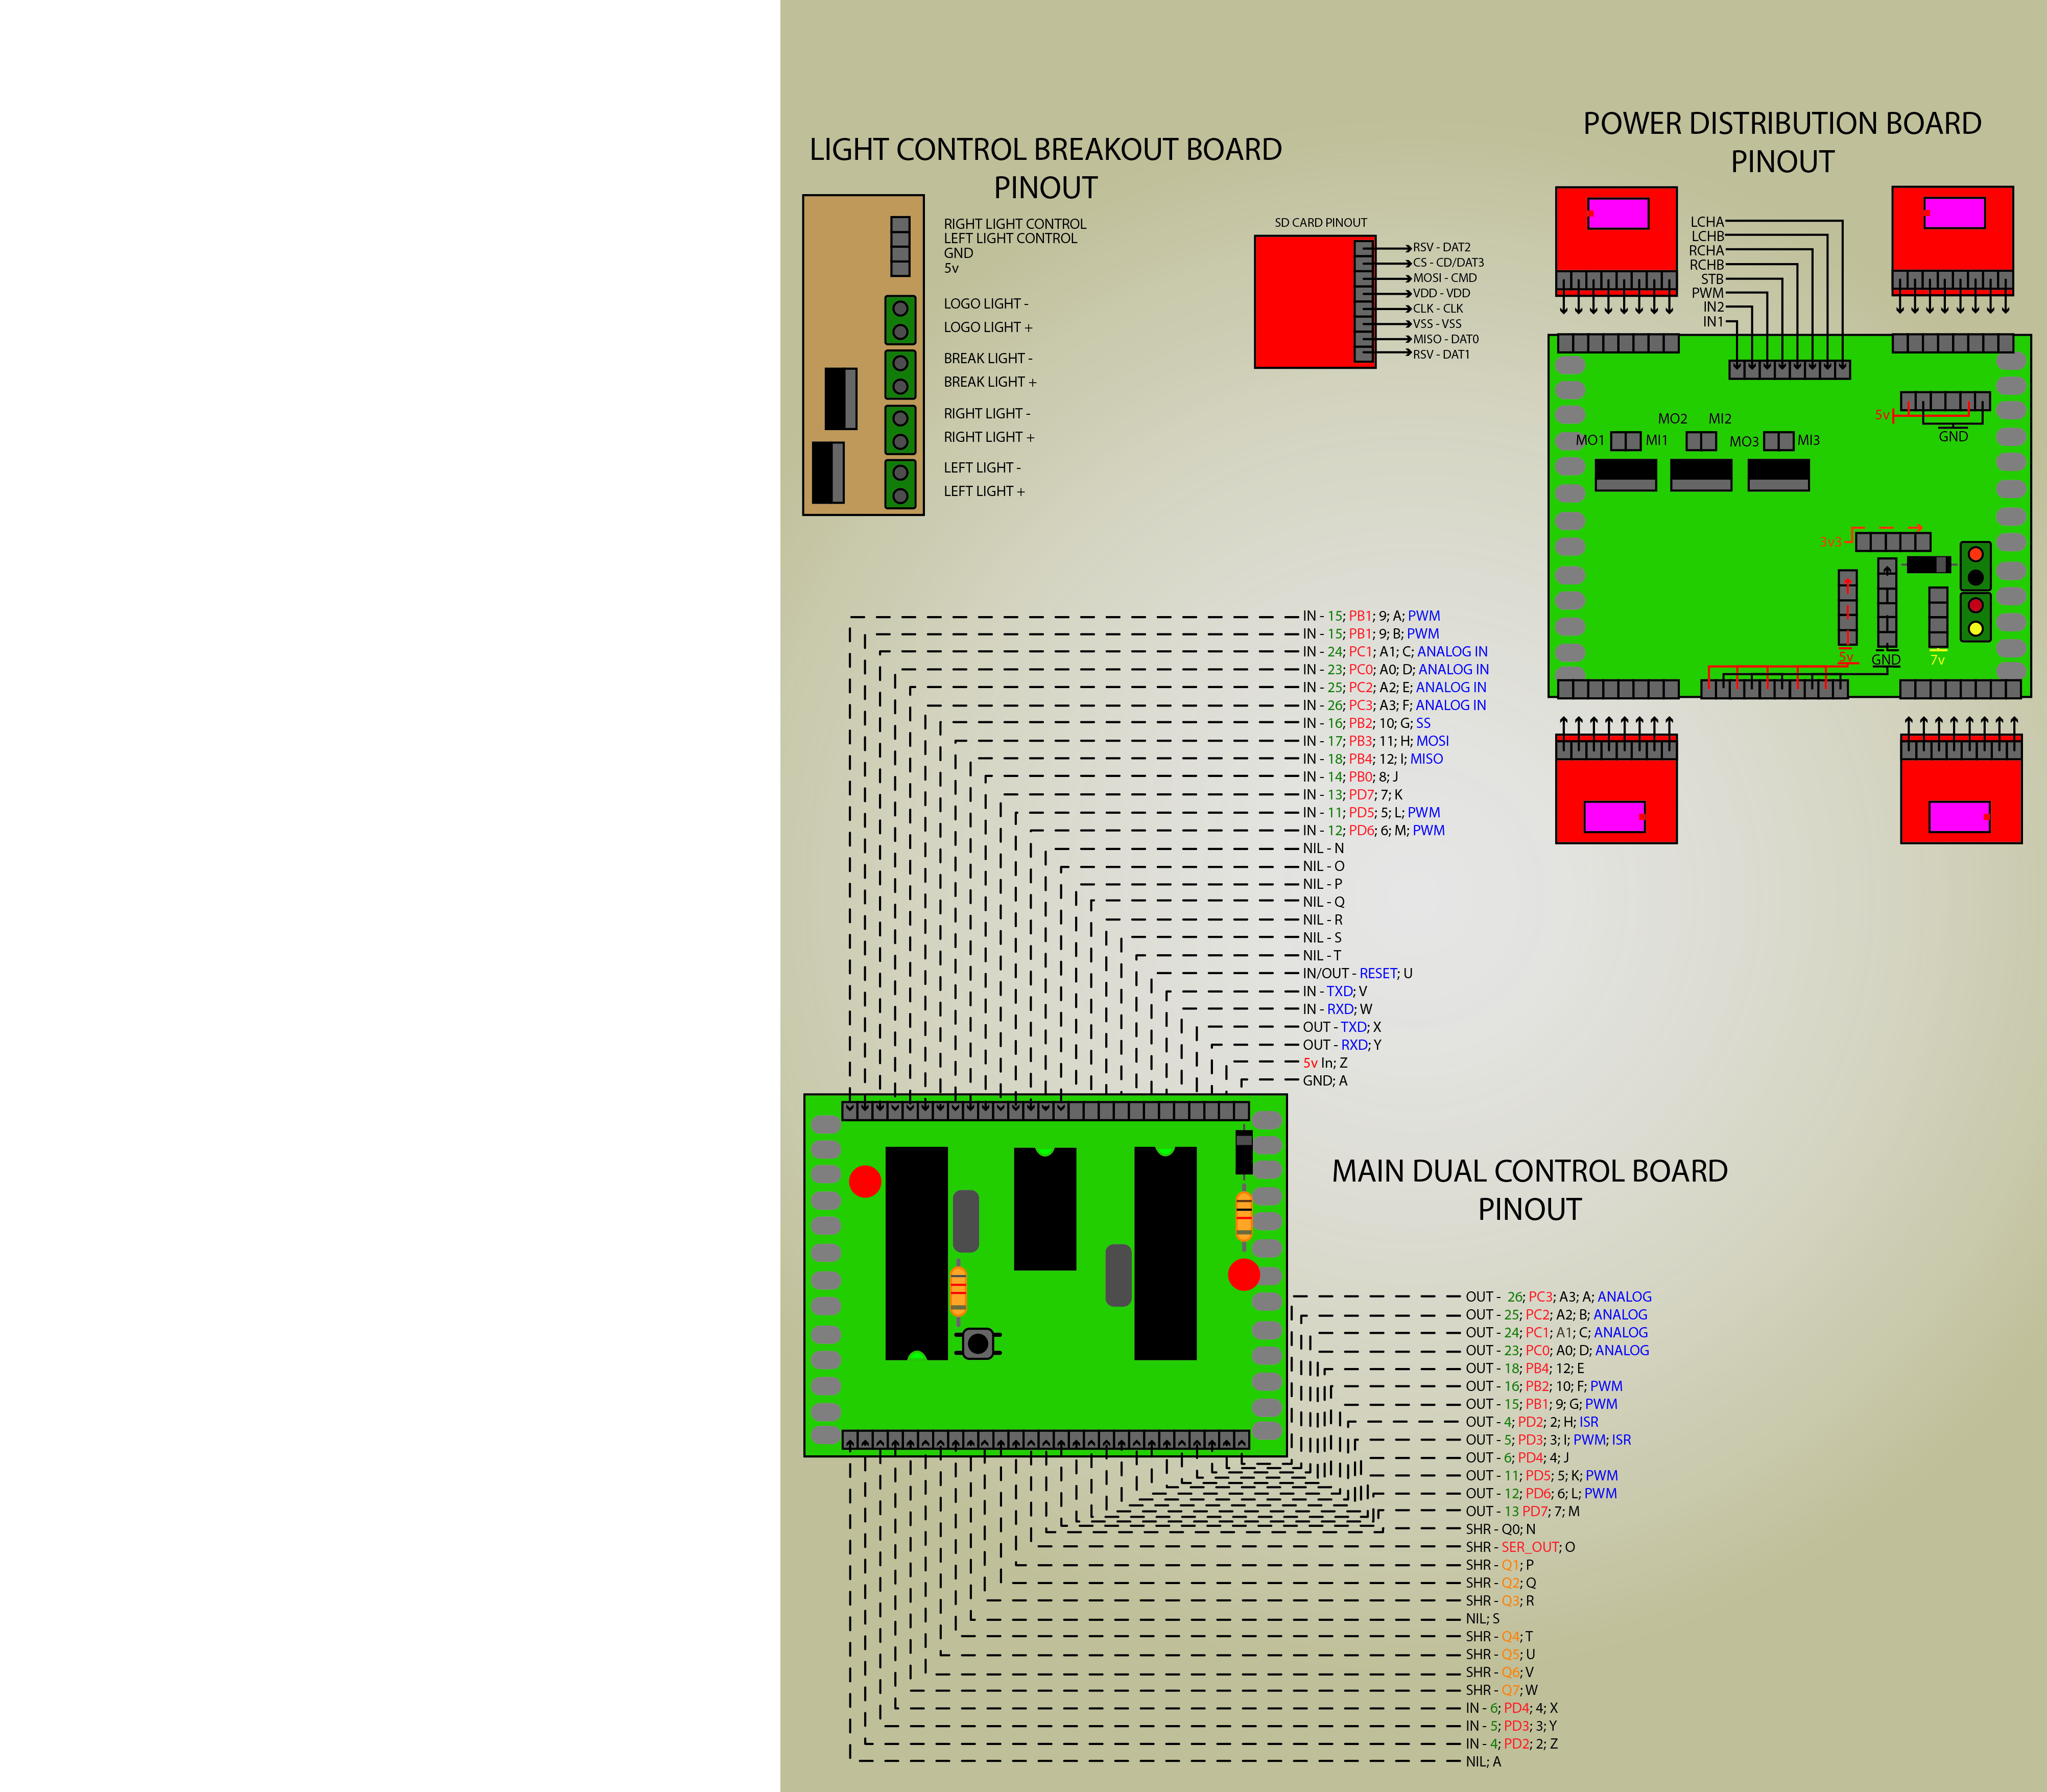 LIGHT CONTROL BREAKOUT BOARD
PINOUT
RIGHT LIGHT CONTROL
LEFT LIGHT CONTROL
GND
5v
LOGO LIGHT -
LOGO LIGHT +
BREAK LIGHT -
BREAK LIGHT +
RIGHT LIGHT -
RIGHT LIGHT +
LEFT LIGHT -
LEFT LIGHT +
SD CARD PINOUT
RSV - DAT2
CS - CD/DAT3
MOSI - CMD
VDD - VDD
CLK - CLK
VSS - VSS
MISO - DAT0
RSV - DAT1
POWER DISTRIBUTION BOARD
PINOUT
LCHA
LCHB
RCHA
RCHB
STB
PWM
IN2
IN1
5v
GND
MO2 MI2
MO1 MI1 MO3 MI3
3v3
5v
GND
7v
IN - 15; PB1; 9; A; PWM
IN - 15; PB1; 9; B; PWM
IN - 24; PC1; A1; C; ANALOG IN
IN - 23; PC0; A0; D; ANALOG IN
IN - 25; PC2; A2; E; ANALOG IN
IN - 26; PC3; A3; F; ANALOG IN
IN - 16; PB2; 10; G; SS
IN - 17; PB3; 11; H; MOSI
IN - 18; PB4; 12; I; MISO
IN - 14; PB0; 8; J
IN - 13; PD7; 7; K
IN - 11; PD5; 5; L; PWM
IN - 12; PD6; 6; M; PWM
NIL - N
NIL - O
NIL - P
NIL - Q
NIL - R
NIL - S
NIL - T
IN/OUT - RESET; U
IN - TXD; V
IN - RXD; W
OUT - TXD; X
OUT - RXD; Y
5v In; Z
GND; A
MAIN DUAL CONTROL BOARD
PINOUT
OUT - 26; PC3; A3; A; ANALOG
OUT - 25; PC2; A2; B; ANALOG
OUT - 24; PC1; A1; C; ANALOG
OUT - 23; PC0; A0; D; ANALOG
OUT - 18; PB4; 12; E
OUT - 16; PB2; 10; F; PWM
OUT - 15; PB1; 9; G; PWM
OUT - 4; PD2; 2; H; ISR
OUT - 5; PD3; 3; I; PWM; ISR
OUT - 6; PD4; 4; J
OUT - 11; PD5; 5; K; PWM
OUT - 12; PD6; 6; L; PWM
OUT - 13 PD7; 7; M
SHR - Q0; N
SHR - SER_OUT; O
SHR - Q1; P
SHR - Q2; Q
SHR - Q3; R
NIL; S
SHR - Q4; T
SHR - Q5; U
SHR - Q6; V
SHR - Q7; W
IN - 6; PD4; 4; X
IN - 5; PD3; 3; Y
IN - 4; PD2; 2; Z
NIL; A